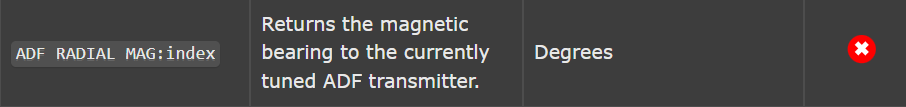 Returns the magnetic
ADF RADIAL MAG:index
bearing to the currently
Degrees
tuned ADF transmitter.